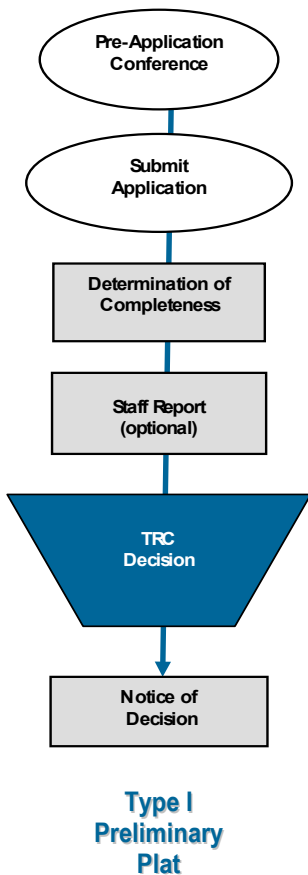 Pre-Application
Conference
Submit
Application
Determination of
Completeness
Staff Report
(optional)
TRC
Decision
Notice of
Decision
Type I
Preliminary
Plat